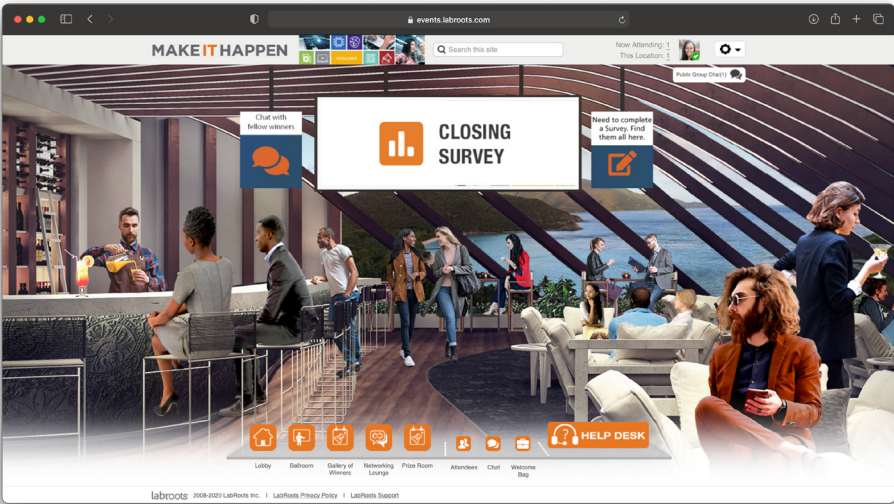 events.labroots.com
MAKE IT HAPPEN
EXPLORE
Search this site
Now Attending: 1
This Location: 1
Public Group Chat(1)
Chat with
fellow winners
CLOSING
SURVEY
Need to complete
a Survey. Find
them all here.
HELP DESK
Lobby
Ballroom
Gallery of
Winners
Networking
Lounge
Prize Room
Attendees
Chat
Welcome
Bag
labroots 2008-2020 LabRoots Inc. | LabRoots Privacy Policy | LabRoots Support